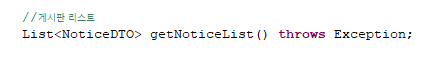 //게시판 리스트
List<NoticeDTO> getNoticeList() throws Exception;